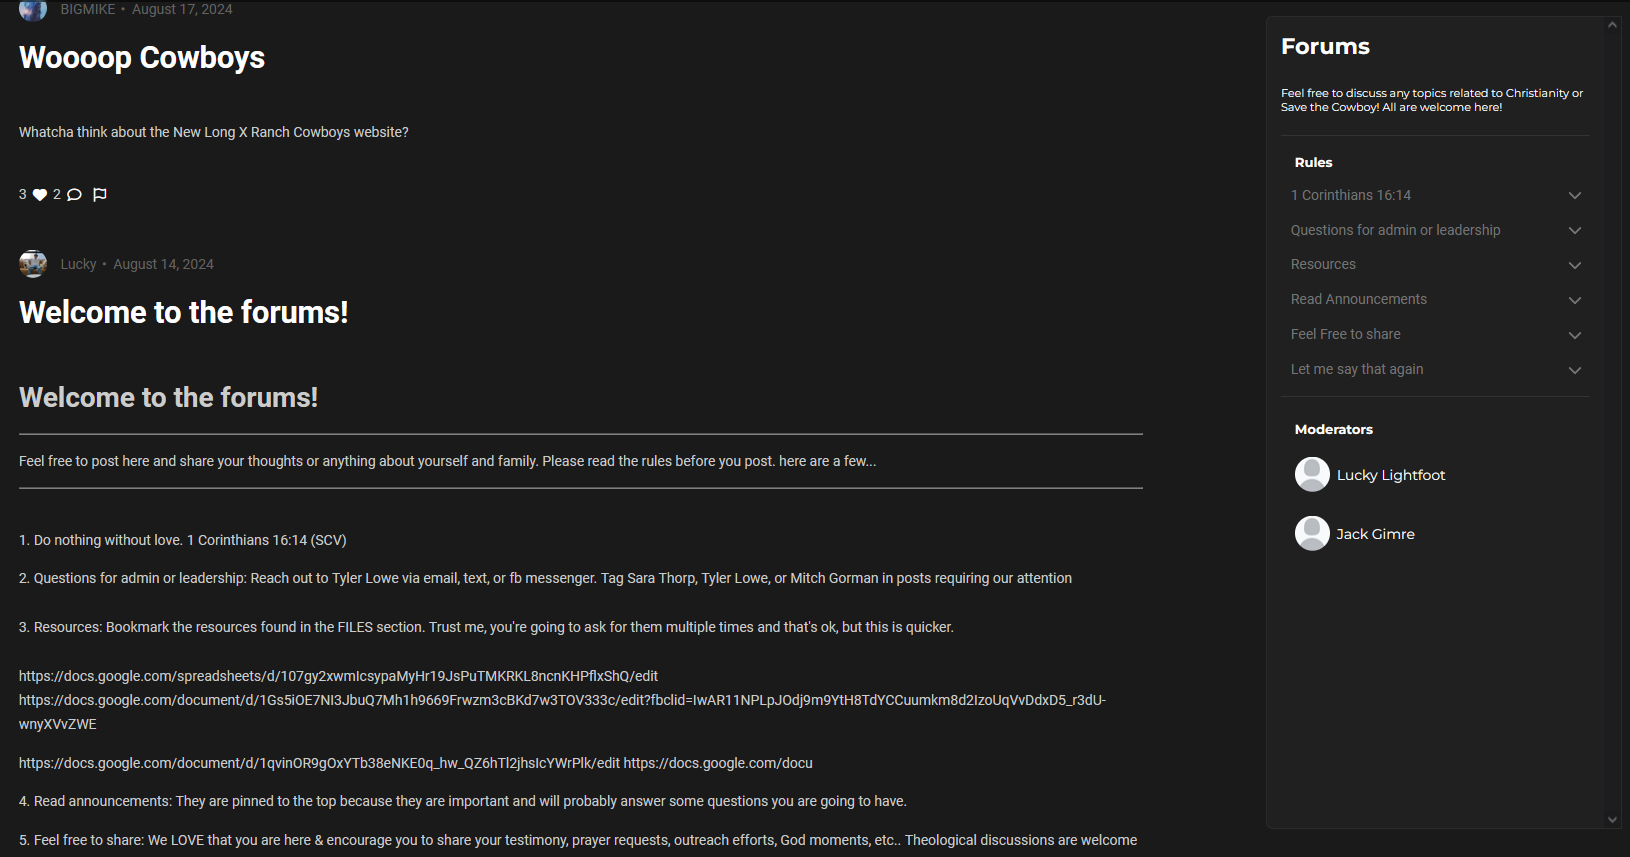 BIGMIKE • August 17, 2024
Woooop Cowboys
Whatcha think about the New Long X Ranch Cowboys website?
3 2
Lucky • August 14, 2024
Welcome to the forums!
Welcome to the forums!
Feel free to post here and share your thoughts or anything about yourself and family. Please read the rules before you post. here are a few...
1. Do nothing without love. 1 Corinthians 16:14 (SCV)
2. Questions for admin or leadership: Reach out to Tyler Lowe via email, text, or fb messenger. Tag Sara Thorp, Tyler Lowe, or Mitch Gorman in posts requiring our attention
3. Resources: Bookmark the resources found in the FILES section. Trust me, you're going to ask for them multiple times and that's ok, but this is quicker.
https://docs.google.com/spreadsheets/d/107gy2xwmIcsypaMyHr19JsPuTMKRKL8ncnKHPflxShQ/edit
https://docs.google.com/document/d/1Gs5iOE7NI3JbuQ7Mh1h9669Frwzm3cBKd7w3TOV333c/edit?fbclid=IwAR11NPLpJOdj9m9YtH8TdYCCuumkm8d2IzoUqVvDdxD5_r3dU-
wnyXVvZWE
https://docs.google.com/document/d/1qvinOR9gOxYTb38eNKE0q_hw_QZ6hTl2jhsIcYWrPlk/edit https://docs.google.com/docu
4. Read announcements: They are pinned to the top because they are important and will probably answer some questions you are going to have.
5. Feel free to share: We LOVE that you are here & encourage you to share your testimony, prayer requests, outreach efforts, God moments, etc.. Theological discussions are welcome
Forums
Feel free to discuss any topics related to Christianity or
Save the Cowboy! All are welcome here!
Rules
1 Corinthians 16:14
Questions for admin or leadership
Resources
Read Announcements
Feel Free to share
Let me say that again
Moderators
Lucky Lightfoot
Jack Gimre